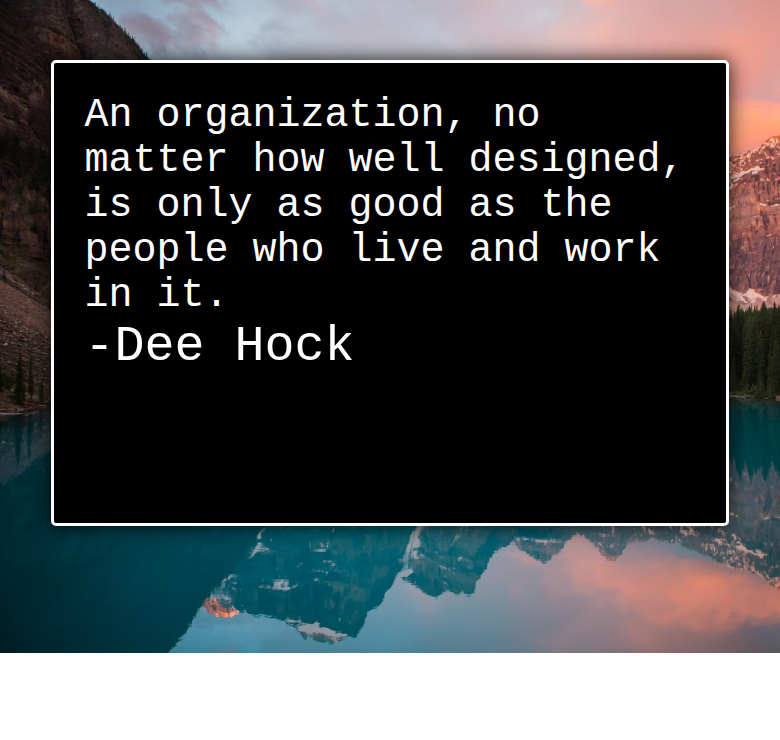 An organization, no
matter how well designed,
is only as good as the
people who live and work
in it.
-Dee Hock